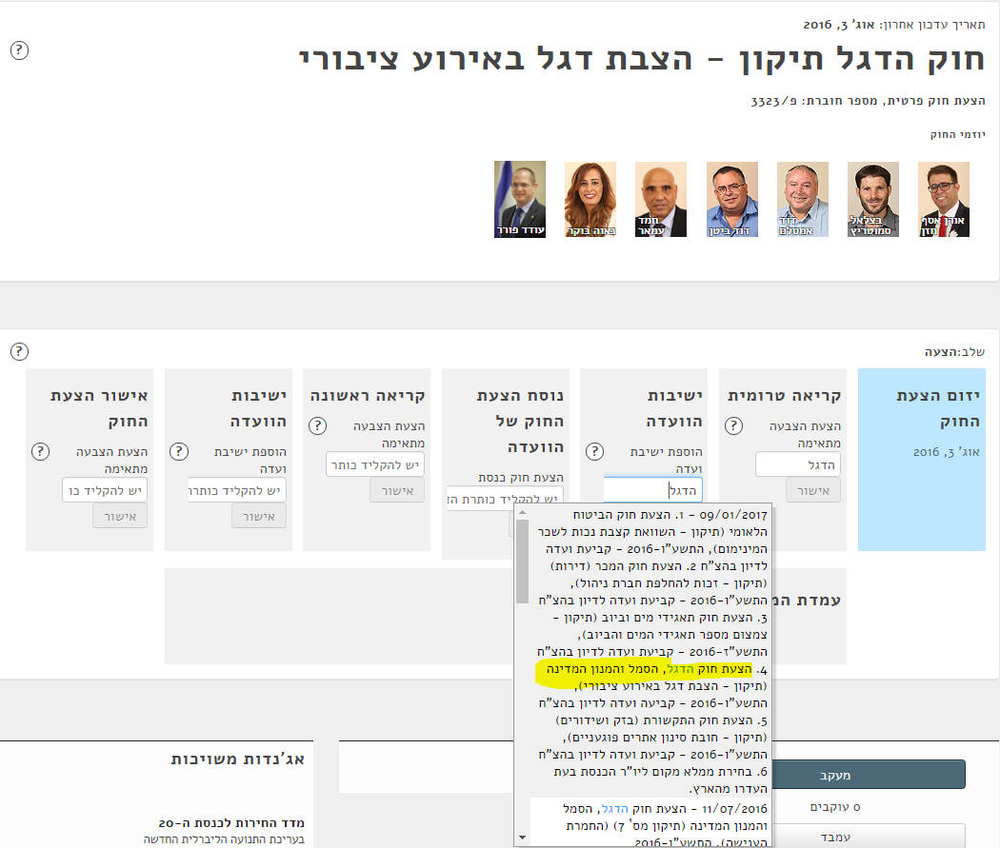 תאריך עדכון אחרון: אוג' 3, 2016
חוק הדגל תיקון - הצבת דגל באירוע ציבורי
?
הצעת חוק פרטית, מספר חוברת: פ/3323
יוזמי החוק
אורן אסף
חזן
בצלאל
סמוטריץ
דוד
אמסלם
דוד ביטן
חמד
עמאר
נאוה בוקר
עודד פורר
שלב:הצעה
?
יזום הצעת
החוק
אוג' 3, 2016
קריאה טרומית
הצעת הצבעה
מתאימה
?
הדגל
אישור
ישיבות
הוועדה
הוספת ישיבת
ועדה
?
הדגל
נוסח הצעת
החוק של
הוועדה
הצעת חוק כנסת
יש להקליד כותרת הצ
קריאה ראשונה
הצעת הצבעה
מתאימה
?
יש להקליד כותר
אישור
ישיבות
הוועדה
הוספת ישיבת
ועדה
?
יש להקליד כותרת
אישור
אישור הצעת
החוק
הצעת הצבעה
מתאימה
?
יש להקליד כו
אישור
09/01/2017 - 1. הצעת חוק הביטוח
הלאומי (תיקון - השוואת קצבת נכות לשכר
המינימום), התשע"ו-2016 - קביעת ועדה
לדיון בהצ"ח 2. הצעת חוק המכר (דירות)
(תיקון - זכות להחלפת חברת ניהול),
התשע"ו-2016 - קביעת ועדה לדיון בהצ"ח
3. הצעת חוק תאגידי מים וביוב (תיקון -
צמצום מספר תאגידי המים והביוב),
התשע"ז-2016 - קביעת ועדה לדיון בהצ"ח
4. הצעת חוק הדגל, הסמל והמנון המדינה
(תיקון - הצבת דגל באירוע ציבורי),
התשע"ו-2016 - קביעה ועדה לדיון בהצ"ח
5. הצעת חוק התקשורת (בזק ושידורים)
(תיקון - חובת סינון אתרים פוגעניים),
התשע"ו-2016 - קביעת ועדה לדיון בהצ"ח
6. בחירת ממלא מקום ליו"ר הכנסת בעת
העדרו מהארץ.
11/07/2016 - הצעת חוק הדגל, הסמל
והמנון המדינה (תיקון מס' 7) (החמרת
הענישה), התשע"ו-2016
עמדת המ
מעקב
0 עוקבים
עמבד
אג'נדות משויכות
מדד החירות לכנסת ה-20
בעריכת התנועה הליברלית החדשה